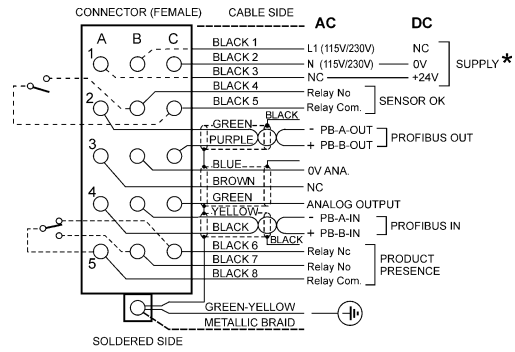 CONNECTOR (FEMALE) CABLE SIDE AC DC
A B C
1 BLACK 1 L1 (115V/230V) NC
BLACK 2 N (115V/230V) 0V SUPPLY *
BLACK 3 NC +24V
BLACK 4 Relay No
2 BLACK 5 Relay Com. SENSOR OK
BLACK
GREEN - PB-A-OUT
PURPLE + PB-B-OUT PROFIBUS OUT
3 BLUE 0V ANA.
BROWN NC
GREEN ANALOG OUTPUT
4 YELLOW - PB-A-IN
BLACK + PB-B-IN PROFIBUS IN
BLACK
BLACK 6 Relay Nc
5 BLACK 7 Relay No PRODUCT PRESENCE
BLACK 8 Relay Com.
GREEN-YELLOW
METALLIC BRAID
SOLDERED SIDE